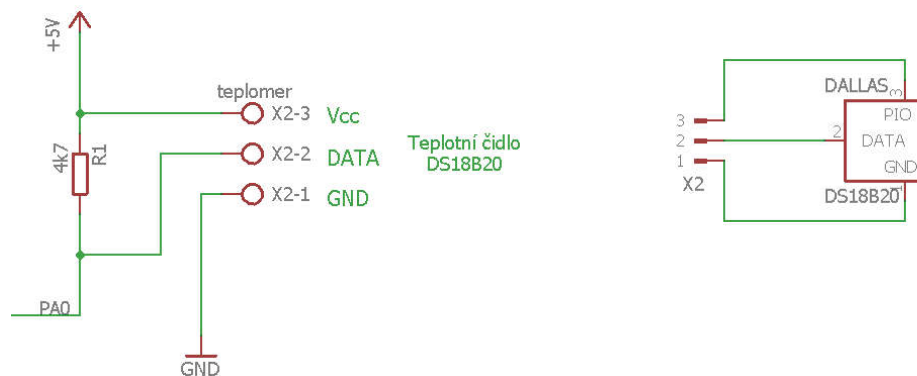 +5V
teplomer
X2-3 Vcc
4k7
R1
X2-2 DATA
Teplotní čidlo
DS18B20
X2-1 GND
PA0
GND
DALLAS
3
PIO
3
2
2
DATA
1
GND
X2
1
DS18B20